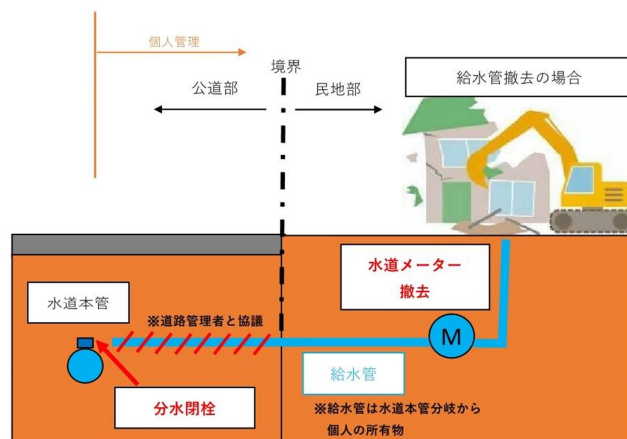 個人管理
境界
公道部
民地部
給水管撤去の場合
水道メーター
撤去
水道本管
※道路管理者と協議
M
分水閉栓
給水管
※給水管は水道本管分岐から
個人の所有物